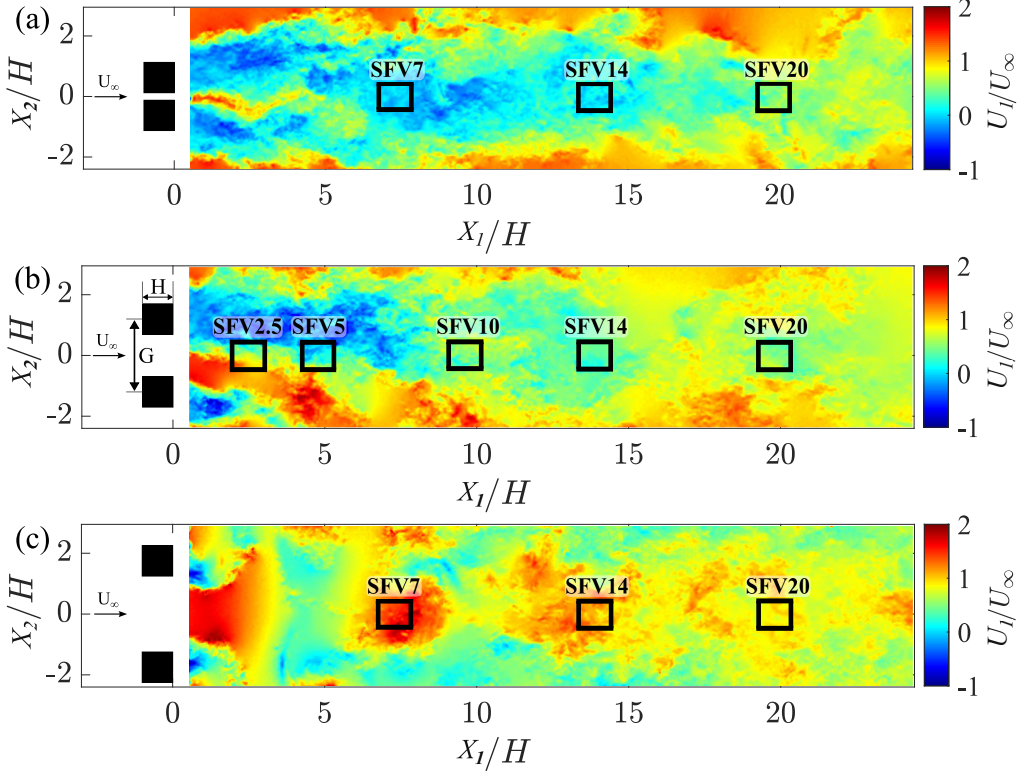 (a)
X₂/H
2
0
-2
U∞
SFV7
SFV14
SFV20
0
5
10
15
20
X₁/H
2
1
0
-1
U₁/U∞
(b)
X₂/H
2
0
-2
H
U∞
G
SFV2.5
SFV5
SFV10
SFV14
SFV20
0
5
10
15
20
X₁/H
2
1
0
-1
U₁/U∞
(c)
X₂/H
2
0
-2
U∞
SFV7
SFV14
SFV20
0
5
10
15
20
X₁/H
2
1
0
-1
U₁/U∞